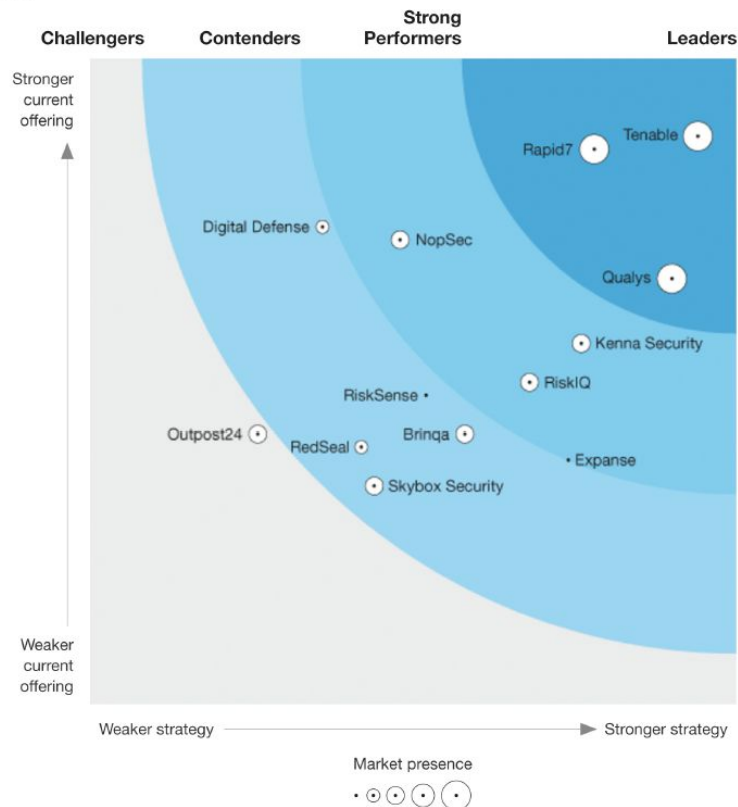 Challengers
Contenders
Strong
Performers
Leaders
Stronger
current
offering
Tenable
Rapid7
Digital Defense
NopSec
Qualys
Kenna Security
RiskIQ
RiskSense
Outpost24
Brinqa
RedSeal
Expanse
Skybox Security
Weaker
current
offering
Weaker strategy
Stronger strategy
Market presence